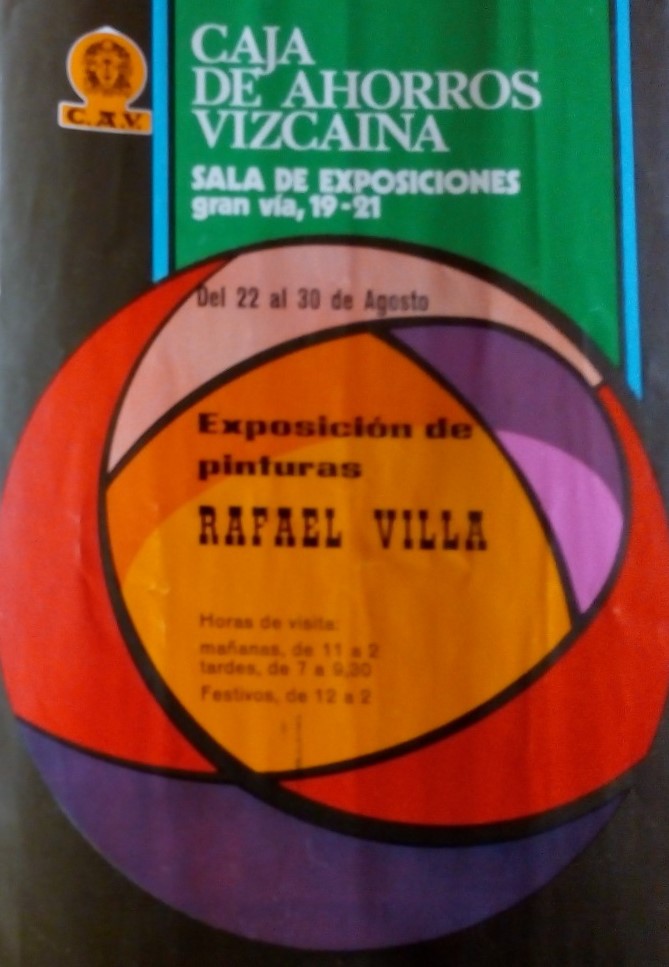 C.A.V.
CAJA
DE AHORROS
VIZCAINA
SALA DE EXPOSICIONES
gran vía, 19-21
Del 22 al 30 de Agosto
Exposición de
pinturas
RAFAEL VILLA
Horas de visita:
mañanas, de 11 a 2
tardes, de 7 a 9,30
Festivos, de 12 a 2